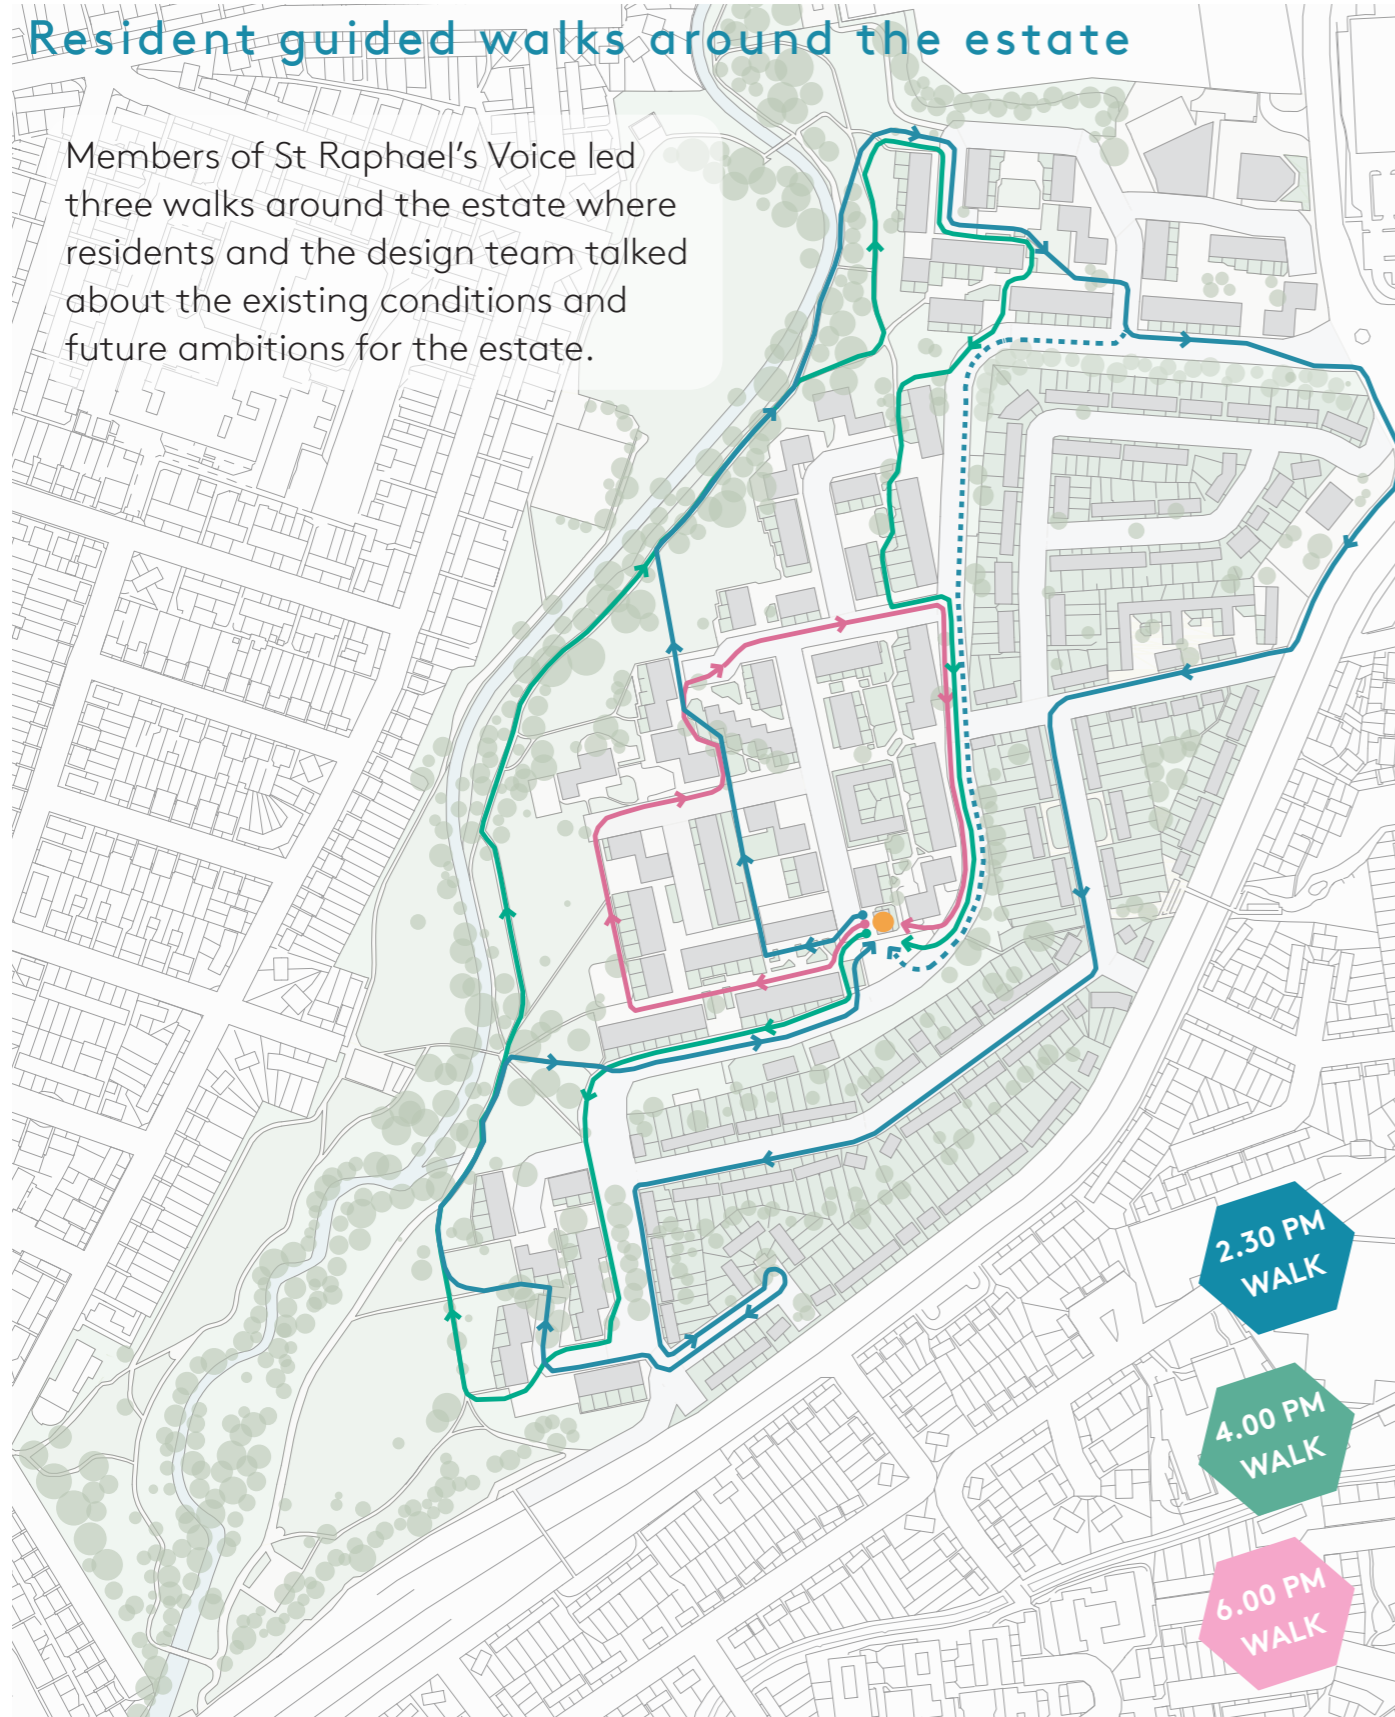 Resident guided walks around the estate
Members of St Raphael's Voice led
three walks around the estate where
residents and the design team talked
about the existing conditions and
future ambitions for the estate.
2.30 PM
WALK
4.00 PM
WALK
6.00 PM
WALK